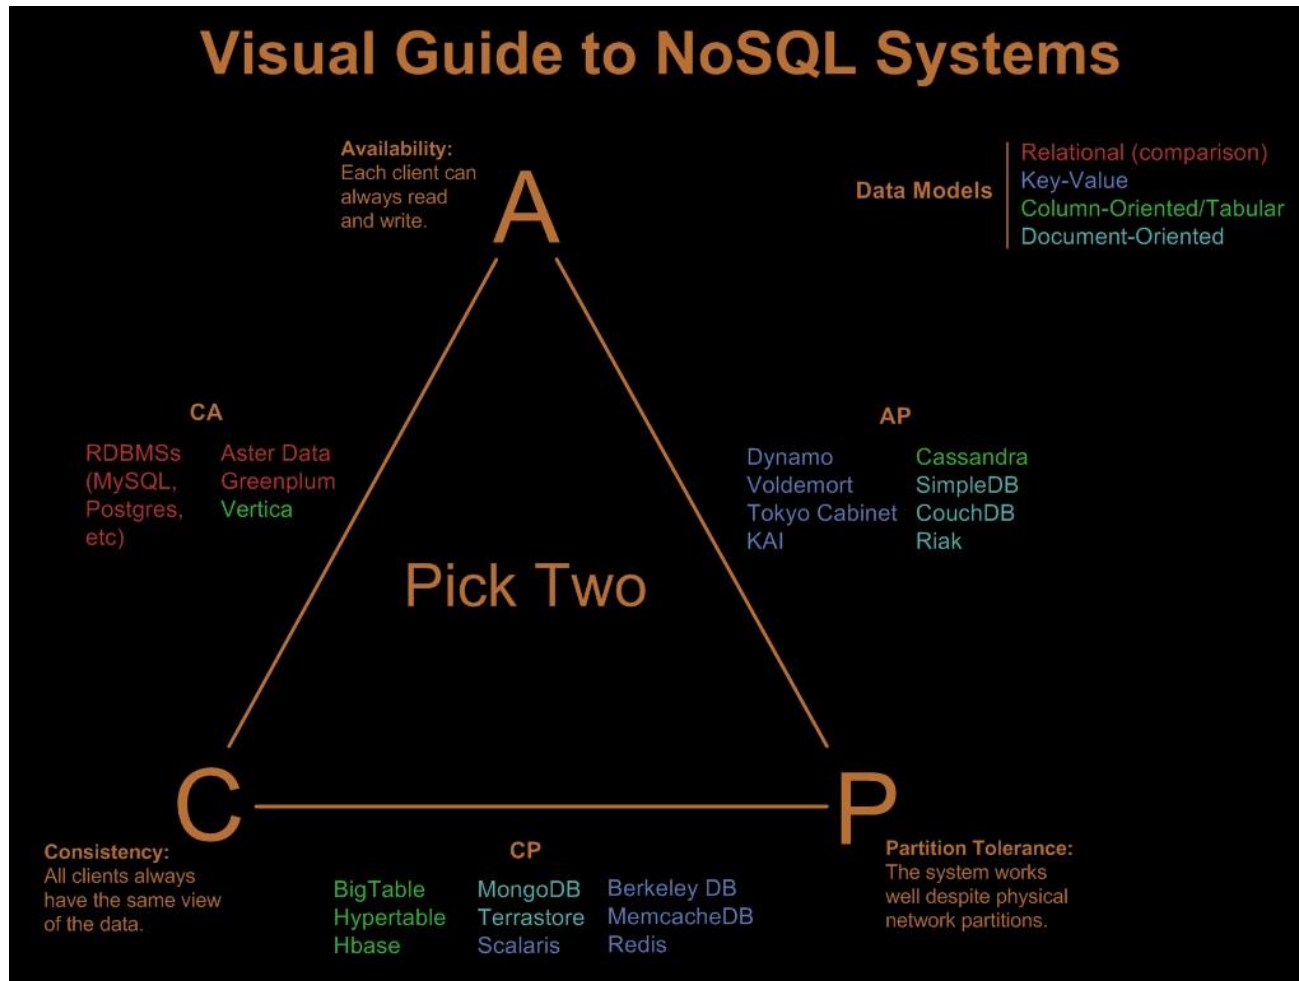 Visual Guide to NoSQL Systems
Availability:
Each client can
always read
and write.
A
Data Models
Relational (comparison)
Key-Value
Column-Oriented/Tabular
Document-Oriented
CA
RDBMSs
(MySQL,
Postgres,
etc)
Aster Data
Greenplum
Vertica
AP
Dynamo
Voldemort
Tokyo Cabinet
KAI
Cassandra
SimpleDB
CouchDB
Riak
Pick Two
C
Consistency:
All clients always
have the same view
of the data.
CP
BigTable
Hypertable
Hbase
MongoDB
Terrastore
Scalaris
Berkeley DB
MemcacheDB
Redis
P
Partition Tolerance:
The system works
well despite physical
network partitions.